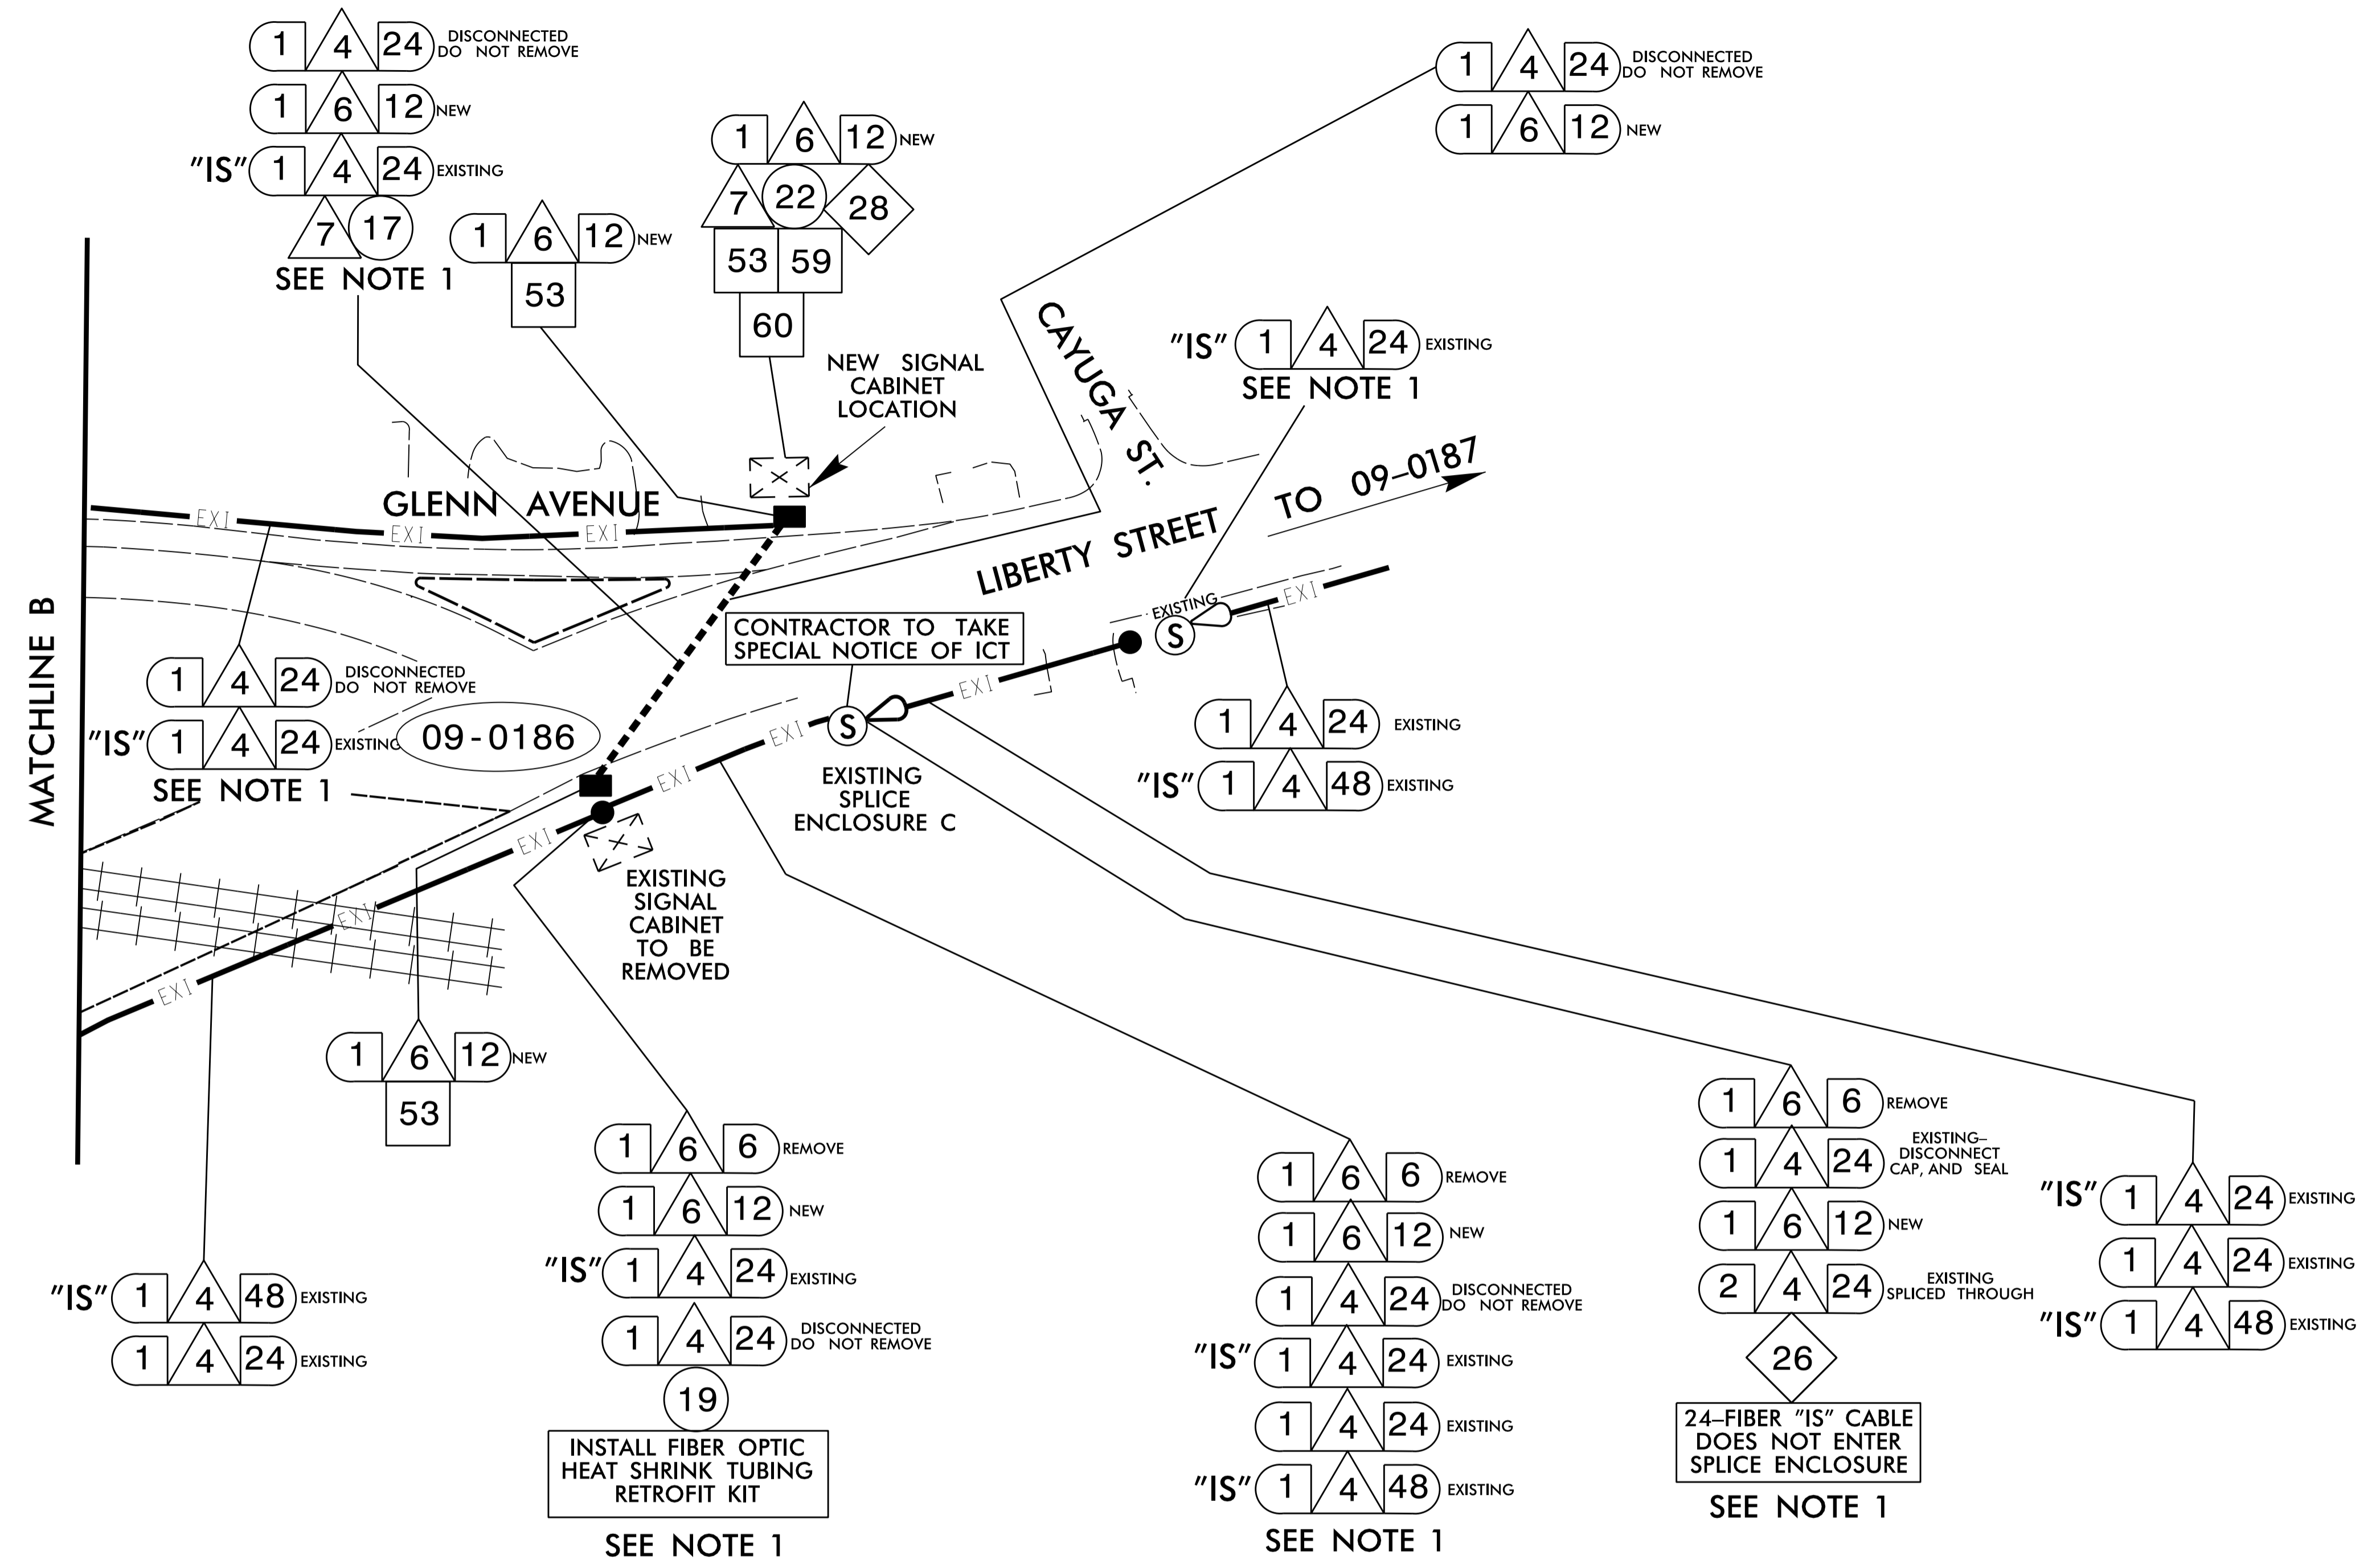 1 4 24 DISCONNECTED
DO NOT REMOVE
1 6 12 NEW
"IS" 1 4 24 EXISTING
7 17
SEE NOTE 1
1 6 12 NEW
53
1 6 12 NEW
7 22 28
53 59
60
NEW SIGNAL
CABINET
LOCATION
1 4 24 DISCONNECTED
DO NOT REMOVE
1 6 12 NEW
CAYUGA ST.
"IS" 1 4 24 EXISTING
SEE NOTE 1
TO 09-0187
LIBERTY STREET
GLENN AVENUE
EXI
EXI
EXI
MATCHLINE B
1 4 24 DISCONNECTED
DO NOT REMOVE
"IS" 1 4 24 EXISTING
SEE NOTE 1
09-0186
CONTRACTOR TO TAKE
SPECIAL NOTICE OF ICT
EXISTING
S
EXI
EXI
S
EXI
EXI
EXI
EXI
EXI
EXISTING
SPLICE
ENCLOSURE C
1 4 24 EXISTING
"IS" 1 4 48 EXISTING
EXISTING
SIGNAL
CABINET
TO BE
REMOVED
1 6 12 NEW
53
"IS" 1 4 48 EXISTING
1 4 24 EXISTING
1 6 6 REMOVE
1 6 12 NEW
"IS" 1 4 24 EXISTING
1 4 24 DISCONNECTED
DO NOT REMOVE
19
INSTALL FIBER OPTIC
HEAT SHRINK TUBING
RETROFIT KIT
SEE NOTE 1
1 6 6 REMOVE
1 6 12 NEW
1 4 24 DISCONNECTED
DO NOT REMOVE
"IS" 1 4 24 EXISTING
1 4 24 EXISTING
"IS" 1 4 48 EXISTING
SEE NOTE 1
1 6 6 REMOVE
1 4 24 EXISTING–
DISCONNECT
CAP, AND SEAL
1 6 12 NEW
2 4 24 EXISTING
SPLICED THROUGH
26
24–FIBER "IS" CABLE
DOES NOT ENTER
SPLICE ENCLOSURE
SEE NOTE 1
"IS" 1 4 24 EXISTING
1 4 24 EXISTING
"IS" 1 4 48 EXISTING